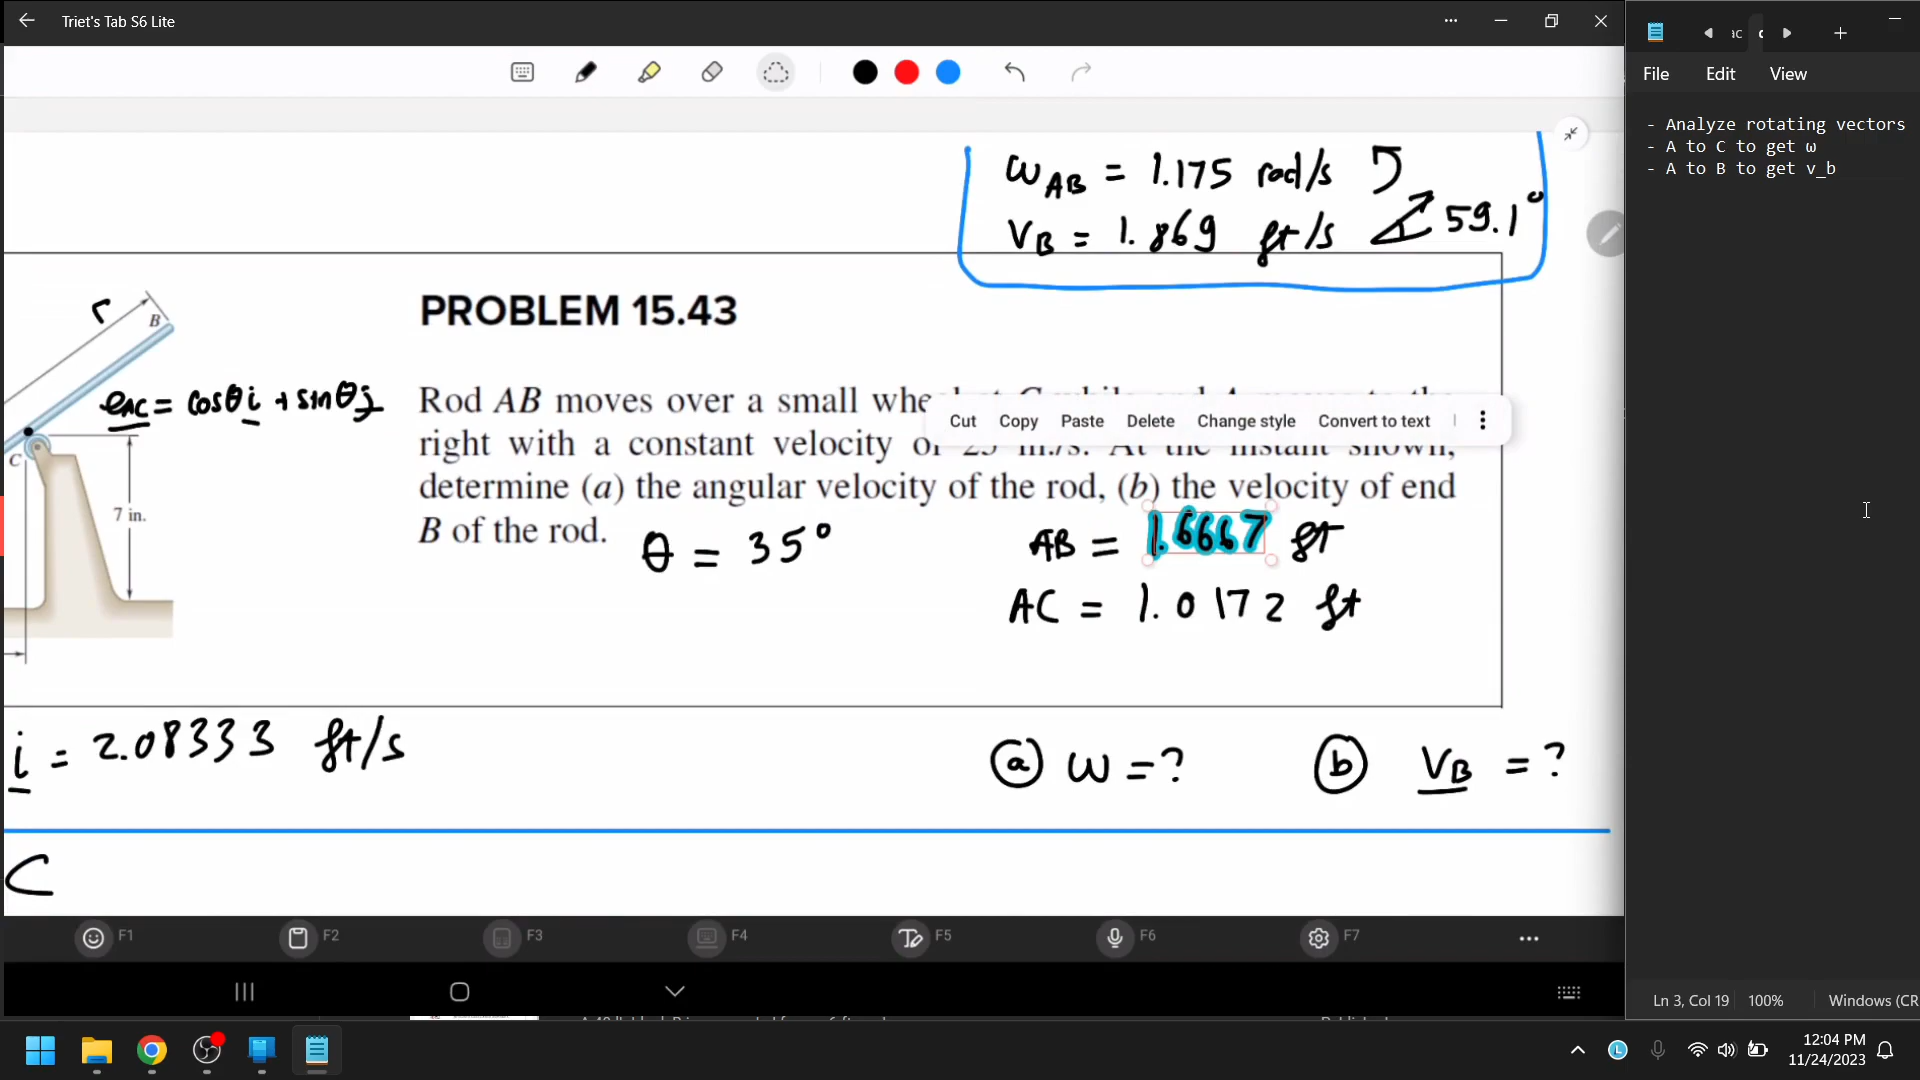 Triet's Tab S6 Lite
File Edit View
- Analyze rotating vectors
- A to C to get ω
- A to B to get v_b
ω AB = 1.175 rad/s
VB = 1.869 ft/s 59.1°
r
B
PROBLEM 15.43
eAC = cosθ i + sinθ j
Rod AB moves over a small
Cut Copy Paste Delete Change style Convert to text
right with a constant velocity
determine (a) the angular velocity of the rod, (b) the velocity of end
B of the rod.
C
7 in.
θ = 35°
AB = 1.6667 ft
AC = 1.0172 ft
i = 2.08333 ft/s
(a) ω = ?
(b) VB = ?
C
F1 F2 F3 F4 F5 F6 F7
Ln 3, Col 19 100% Windows (CR
12:04 PM
11/24/2023